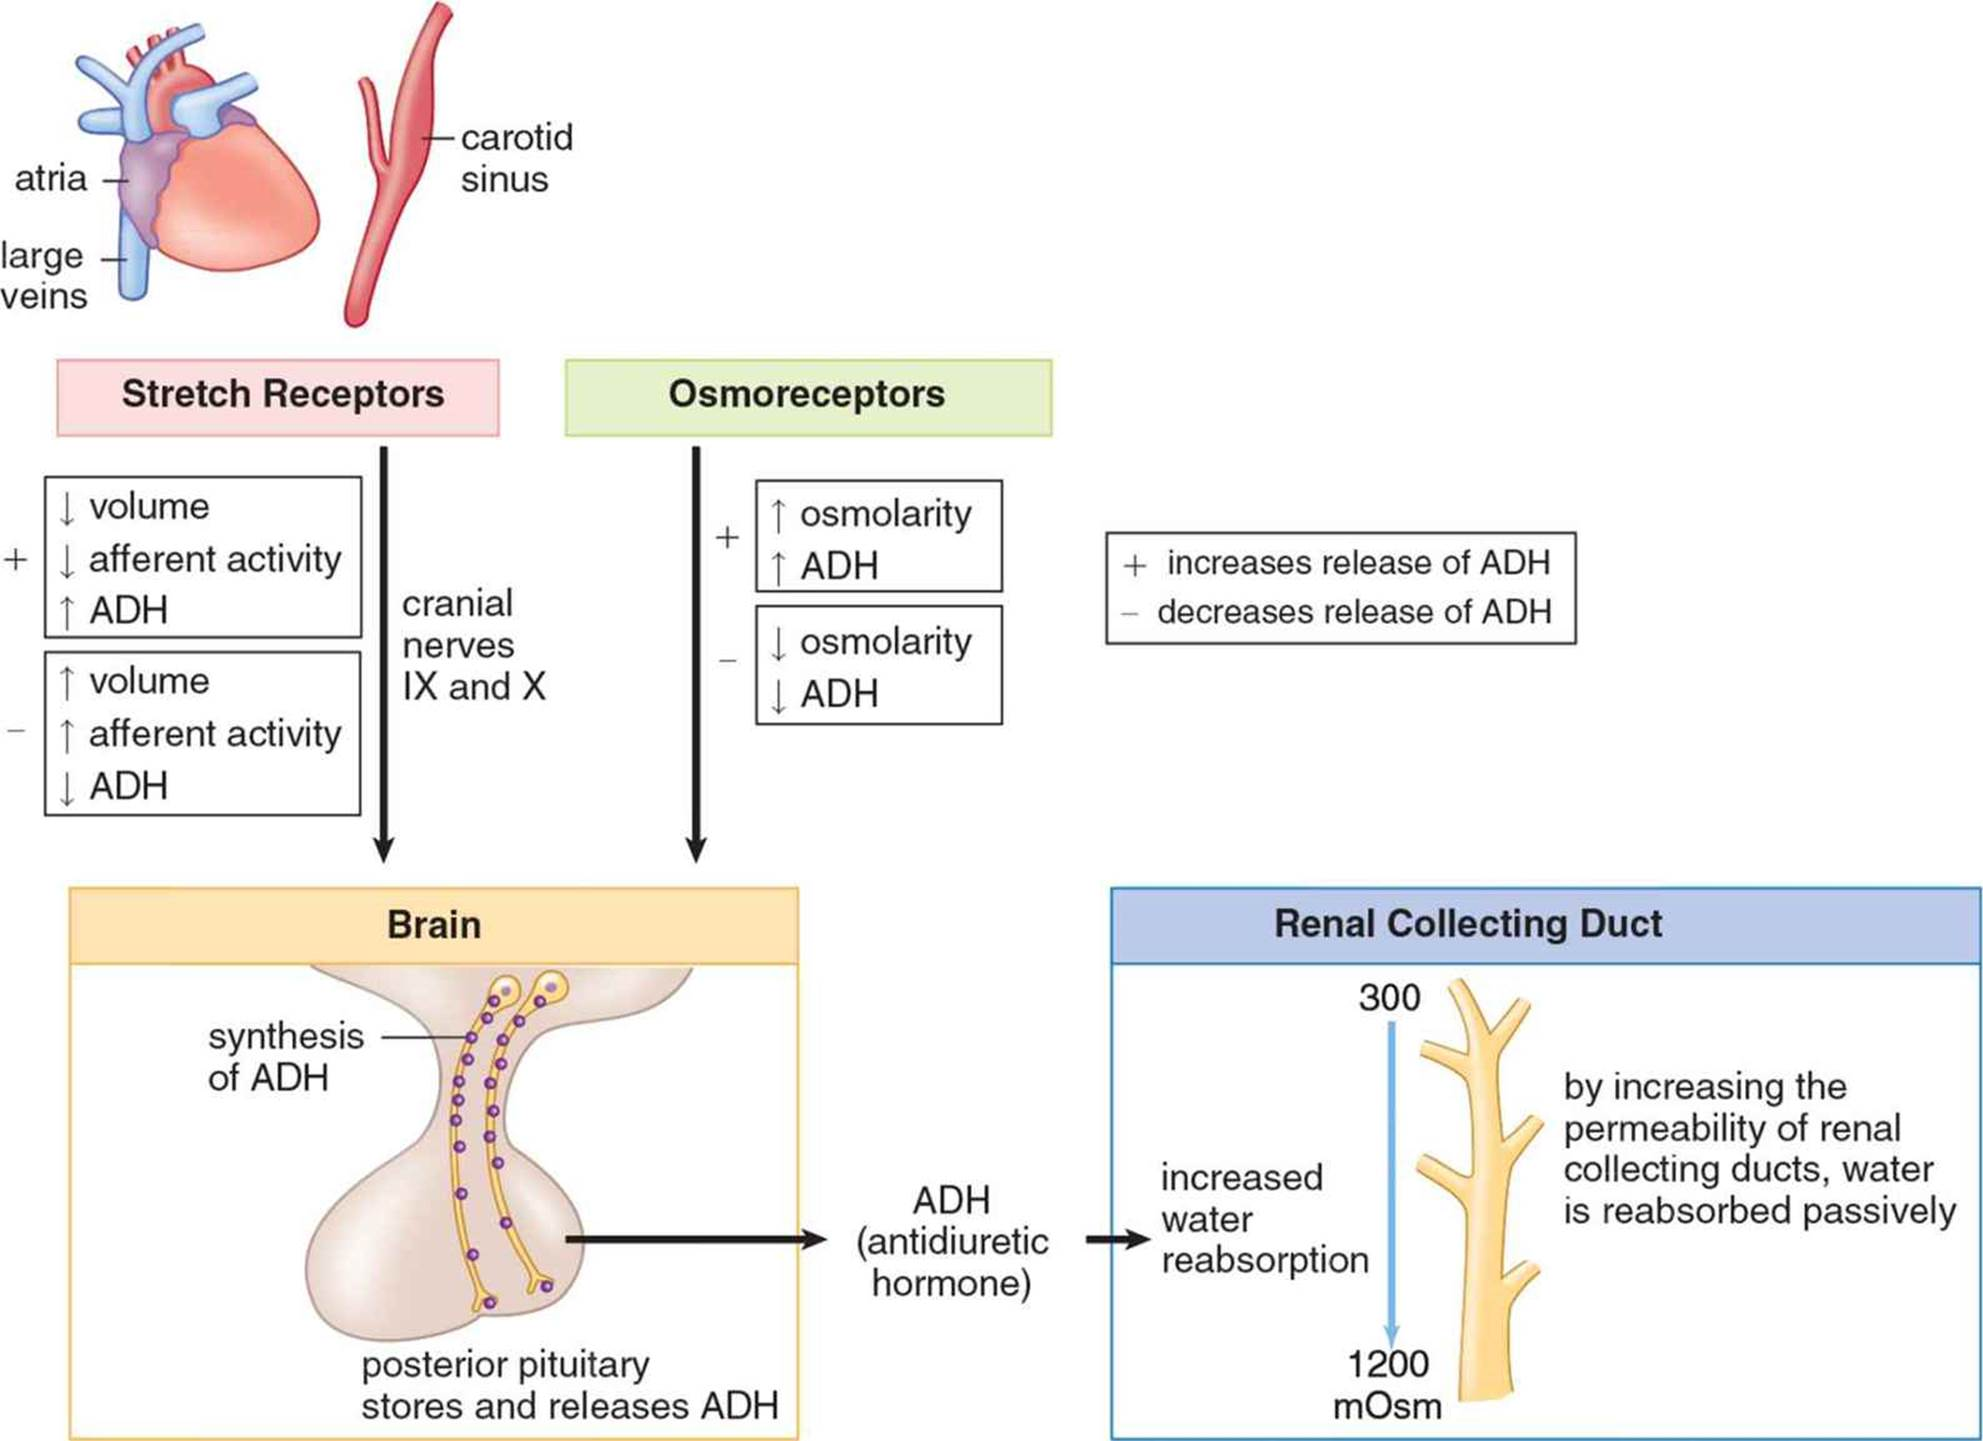 atria
large
veins
carotid
sinus
Stretch Receptors
Osmoreceptors
+
↓ volume
↓ afferent activity
↑ ADH
−
↑ volume
↑ afferent activity
↓ ADH
cranial
nerves
IX and X
+
↑ osmolarity
↑ ADH
−
↓ osmolarity
↓ ADH
+ increases release of ADH
− decreases release of ADH
Brain
synthesis
of ADH
posterior pituitary
stores and releases ADH
ADH
(antidiuretic
hormone)
Renal Collecting Duct
increased
water
reabsorption
300
1200
mOsm
by increasing the
permeability of renal
collecting ducts, water
is reabsorbed passively